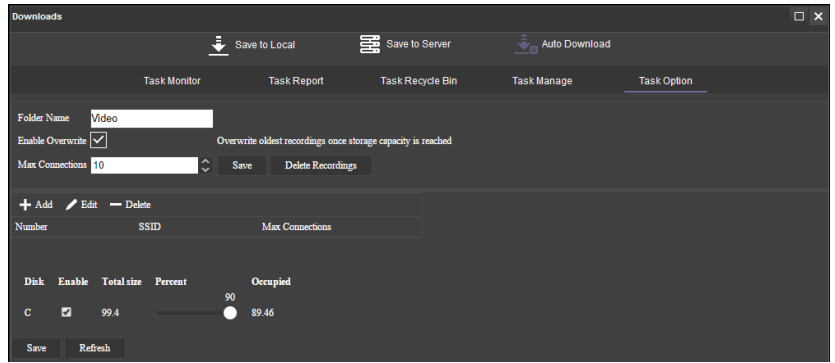 Downloads
Save to Local Save to Server Auto Download
Task Monitor Task Report Task Recycle Bin Task Manage Task Option
Folder Name Video
Enable Overwrite Overwrite oldest recordings once storage capacity is reached
Max Connections 10 Save Delete Recordings
Add Edit Delete
Number SSID Max Connections
Disk Enable Total size Percent Occupied
90
C 99.4 89.46
Save Refresh